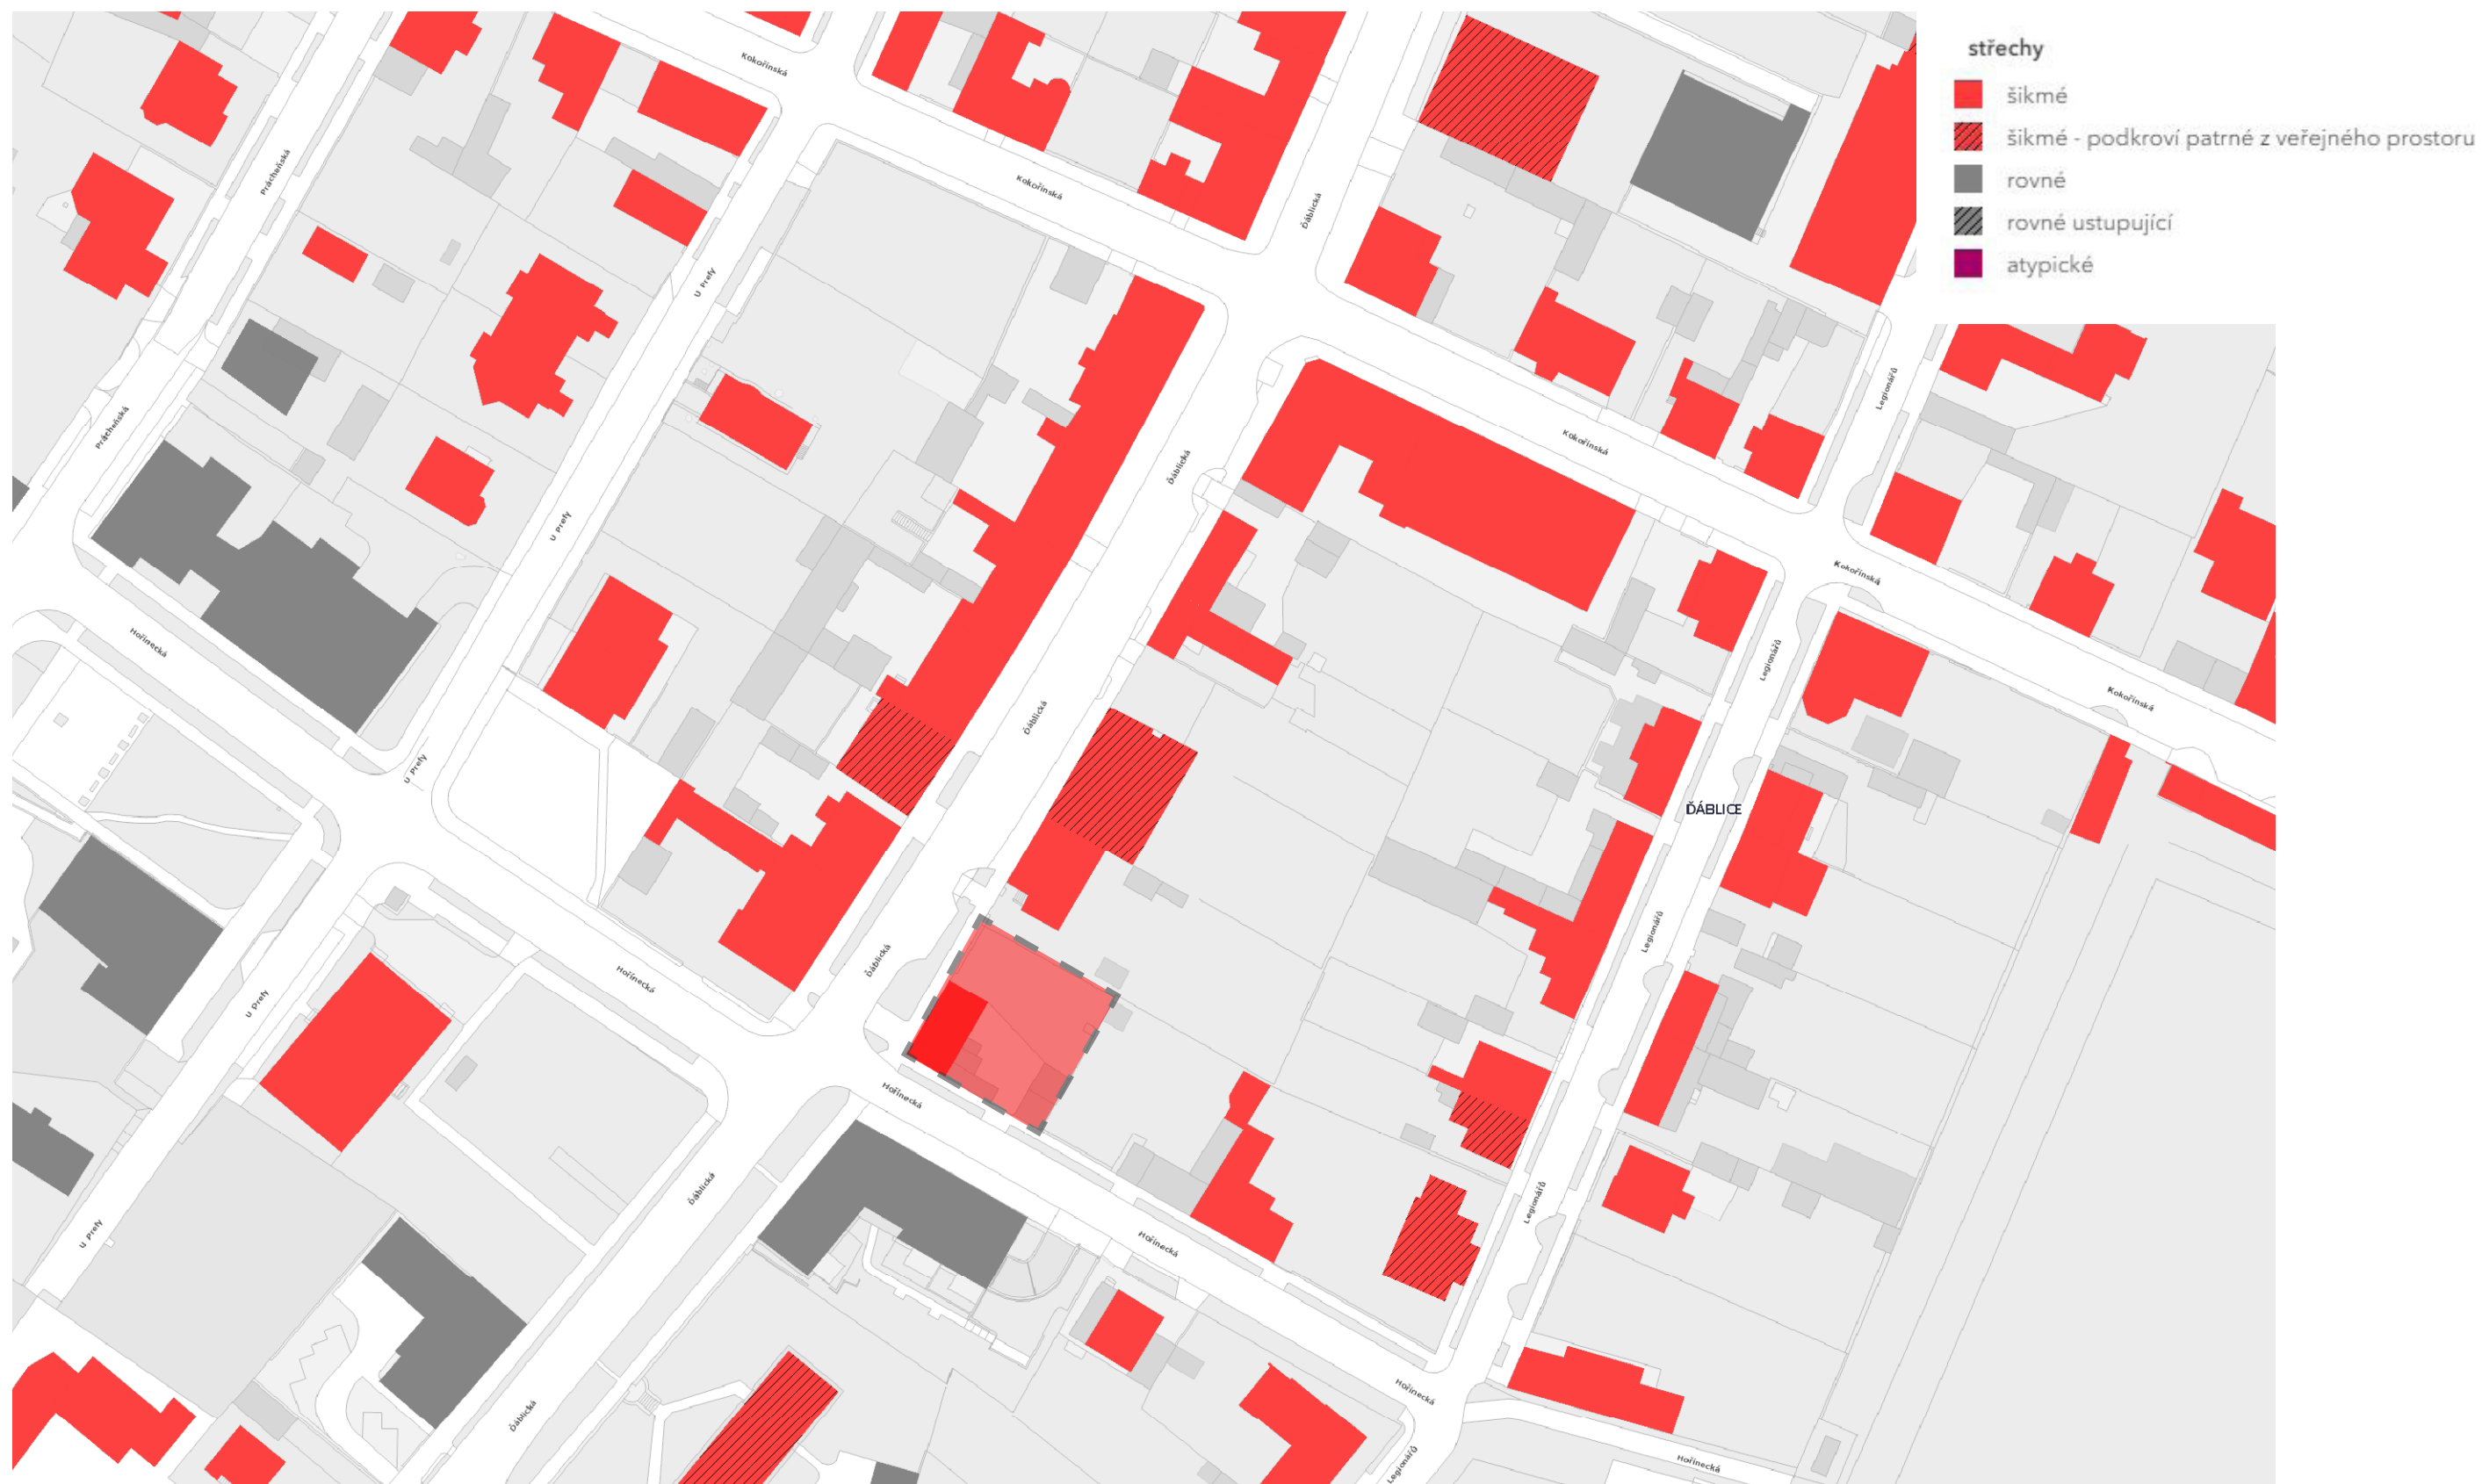 střechy
šikmé
šikmé - podkroví patrné z veřejného prostoru
rovné
rovné ustupující
atypické
Kokořínská
Prácheňská
Kokořínská
Ďáblická
U Prefy
Legionářů
Prácheňská
Kokořínská
Ďáblická
U Prefy
Kokořínská
Hořínecká
Legionářů
Kokořínská
Ďáblická
U Prefy
ĎÁBLICE
Legionářů
Ďáblická
Hořínecká
U Prefy
Hořínecká
Ďáblická
Legionářů
U Prefy
Hořínecká
Hořínecká
Ďáblická
Legionářů
Hořínecká